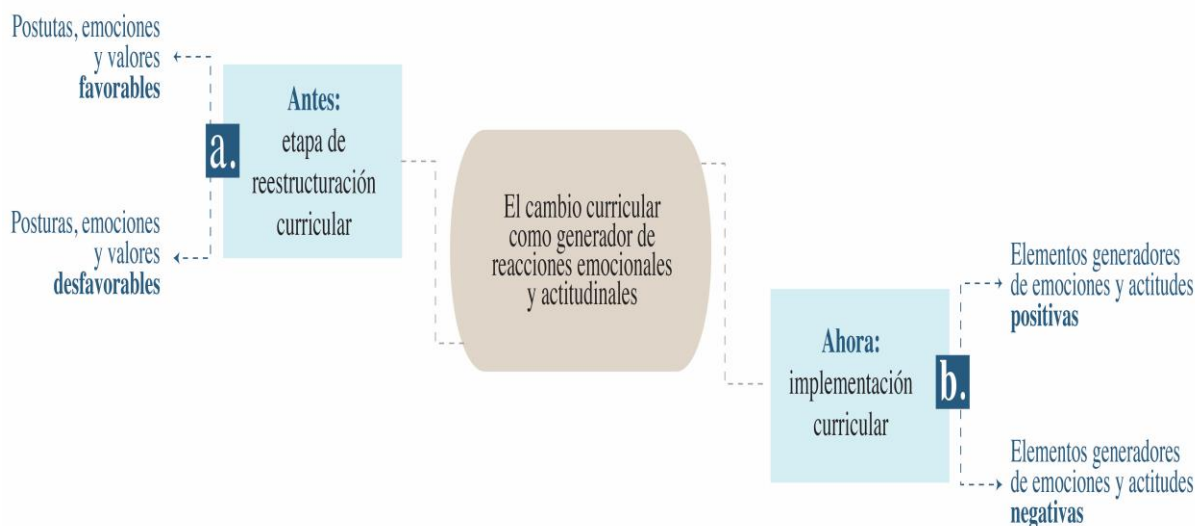 Postutas, emociones
y valores
favorables
a.
Antes:
etapa de
reestructuración
curricular
Posturas, emociones
y valores
desfavorables
El cambio curricular
como generador de
reacciones emocionales
y actitudinales
Ahora:
implementación
curricular
b.
Elementos generadores
de emociones y actitudes
positivas
Elementos generadores
de emociones y actitudes
negativas